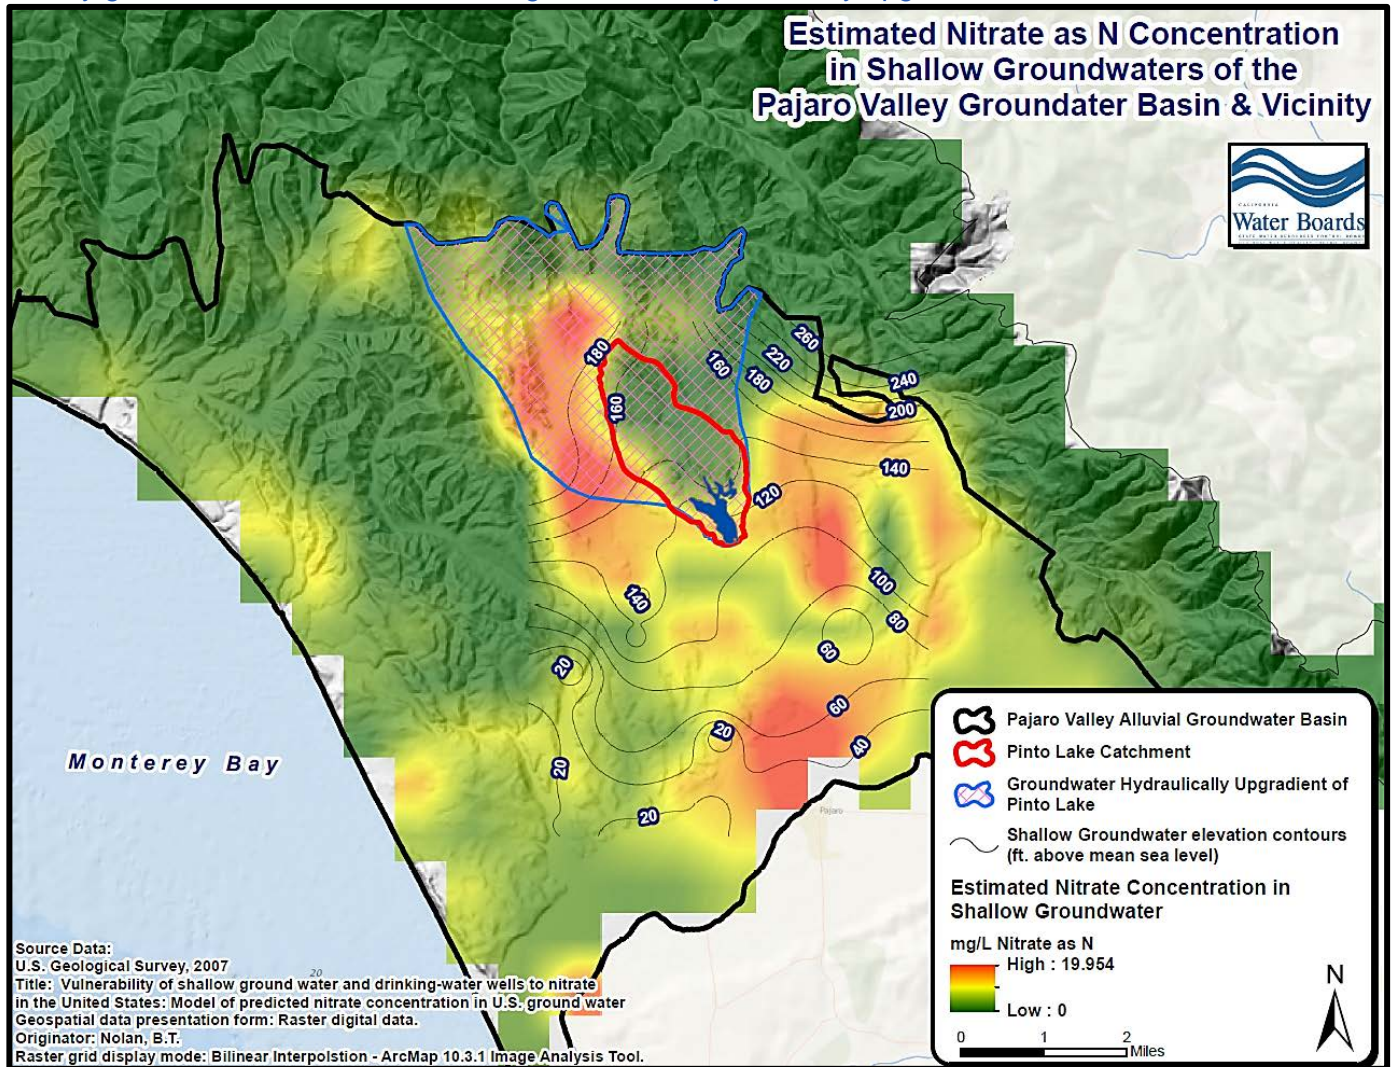 Estimated Nitrate as N Concentration
in Shallow Groundwaters of the
Pajaro Valley Groundater Basin & Vicinity
CALIFORNIA
Water Boards
260
220
180
160
180
160
240
200
140
120
140
100
80
60
20
60
20
40
20
20
Monterey Bay
Pajaro
Pajaro Valley Alluvial Groundwater Basin
Pinto Lake Catchment
Groundwater Hydraulically Upgradient of
Pinto Lake
Shallow Groundwater elevation contours
(ft. above mean sea level)
Estimated Nitrate Concentration in
Shallow Groundwater
mg/L Nitrate as N
High : 19.954
Low : 0
N
0 1 2
Miles
20
Source Data:
U.S. Geological Survey, 2007
Title: Vulnerability of shallow ground water and drinking-water wells to nitrate
in the United States: Model of predicted nitrate concentration in U.S. ground water
Geospatial data presentation form: Raster digital data.
Originator: Nolan, B.T.
Raster grid display mode: Bilinear Interpolstion - ArcMap 10.3.1 Image Analysis Tool.